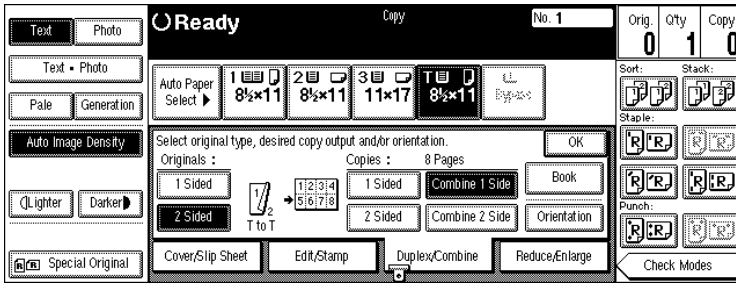 Text
Photo
Text • Photo
Pale
Generation
Auto Image Density
Lighter
Darker
Special Original
Ready
Copy
No. 1
Orig.
Q'ty
Copy
0
1
0
Auto Paper
Select ▶
1
8½×11
2
8½×11
3
11×17
T
8½×11
Bypass
Select original type, desired copy output and/or orientation.
OK
Originals :
Copies :
8 Pages
1 Sided
2 Sided
1
2
T to T
1 2 3 4
5 6 7 8
1 Sided
Combine 1 Side
Book
2 Sided
Combine 2 Side
Orientation
Cover/Slip Sheet
Edit/Stamp
Duplex/Combine
Reduce/Enlarge
Sort:
Stack:
Staple:
Punch:
Check Modes